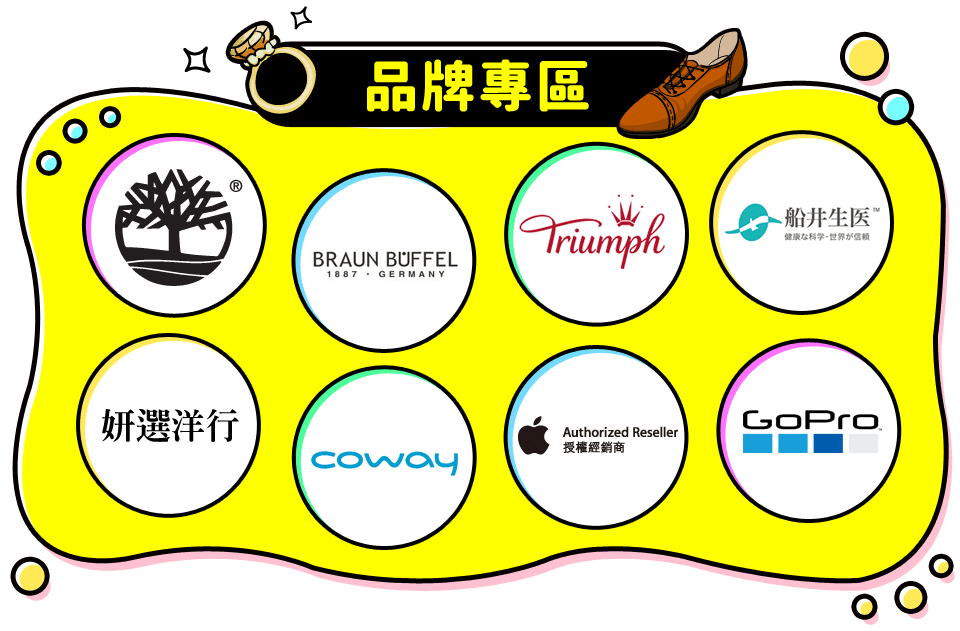 品牌專區
®
BRAUN BÜFFEL
1887 · GERMANY
Triumph
船井生医™
健康な科学・世界が信頼
妍選洋行
coway
Authorized Reseller
授權經銷商
GoPro™